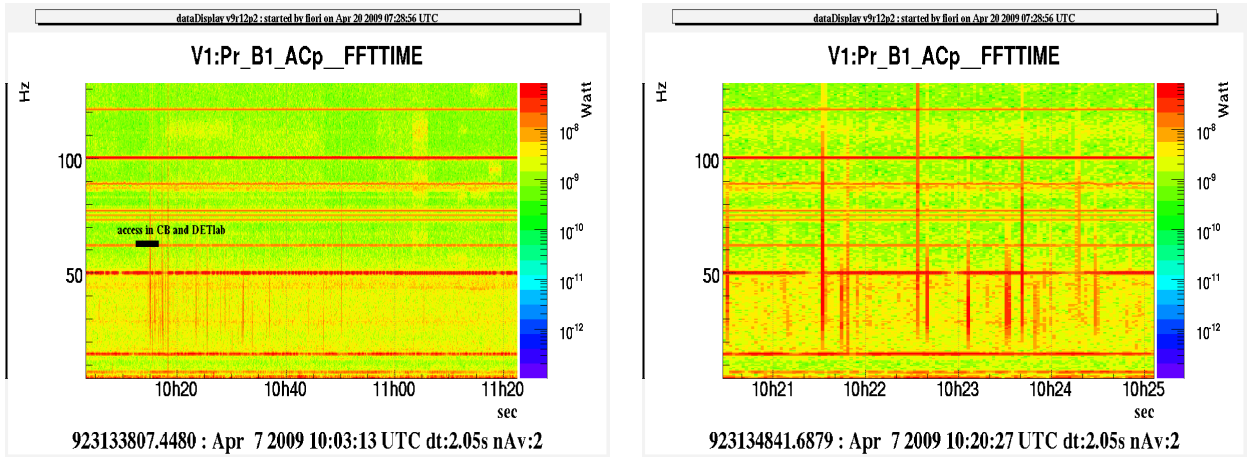 dataDisplay v9r12p2 : started by fiori on Apr 20 2009 07:28:56 UTC
V1:Pr_B1_ACp__FFTTIME
Hz
Watt
100
50
access in CB and DETlab
10h20
10h40
11h00
11h20
sec
10^-8
10^-9
10^-10
10^-11
10^-12
923133807.4480 : Apr 7 2009 10:03:13 UTC dt:2.05s nAv:2
dataDisplay v9r12p2 : started by fiori on Apr 20 2009 07:28:56 UTC
V1:Pr_B1_ACp__FFTTIME
Hz
Watt
100
50
10h21
10h22
10h23
10h24
10h25
sec
10^-8
10^-9
10^-10
10^-11
10^-12
923134841.6879 : Apr 7 2009 10:20:27 UTC dt:2.05s nAv:2